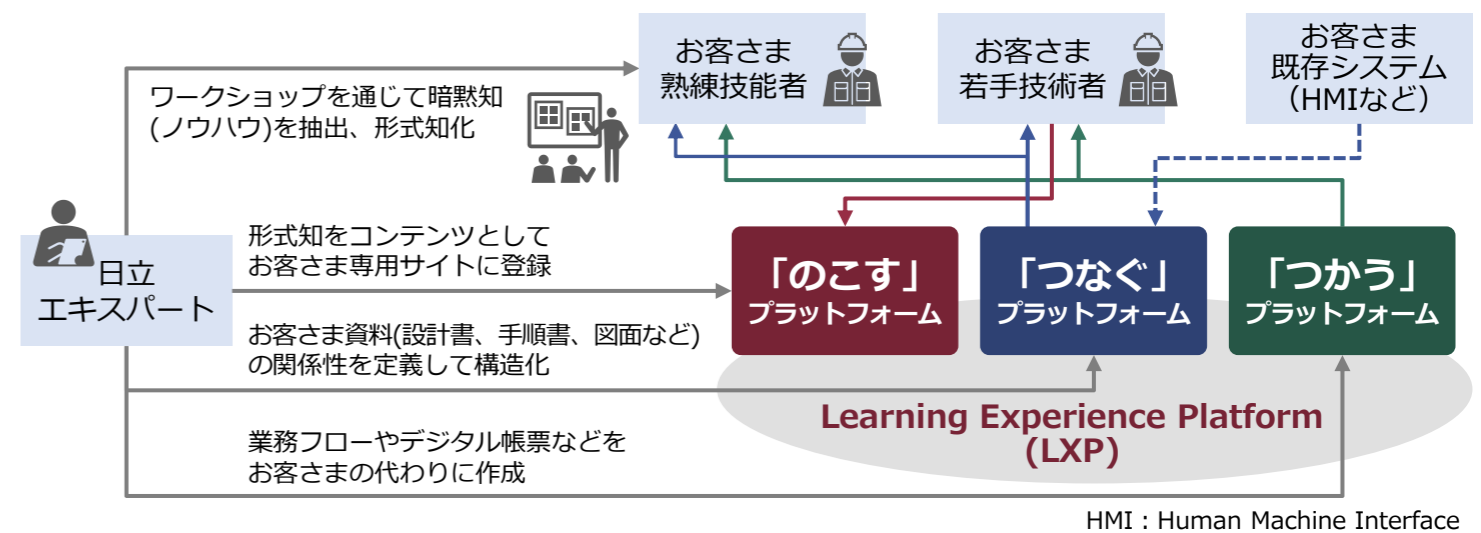 お客さま
熟練技能者
お客さま
若手技術者
お客さま
既存システム
（HMIなど）
ワークショップを通じて暗黙知
(ノウハウ)を抽出、形式知化
日立
エキスパート
形式知をコンテンツとして
お客さま専用サイトに登録
「のこす」
プラットフォーム
「つなぐ」
プラットフォーム
「つかう」
プラットフォーム
お客さま資料(設計書、手順書、図面など)
の関係性を定義して構造化
Learning Experience Platform
(LXP)
業務フローやデジタル帳票などを
お客さまの代わりに作成
HMI：Human Machine Interface